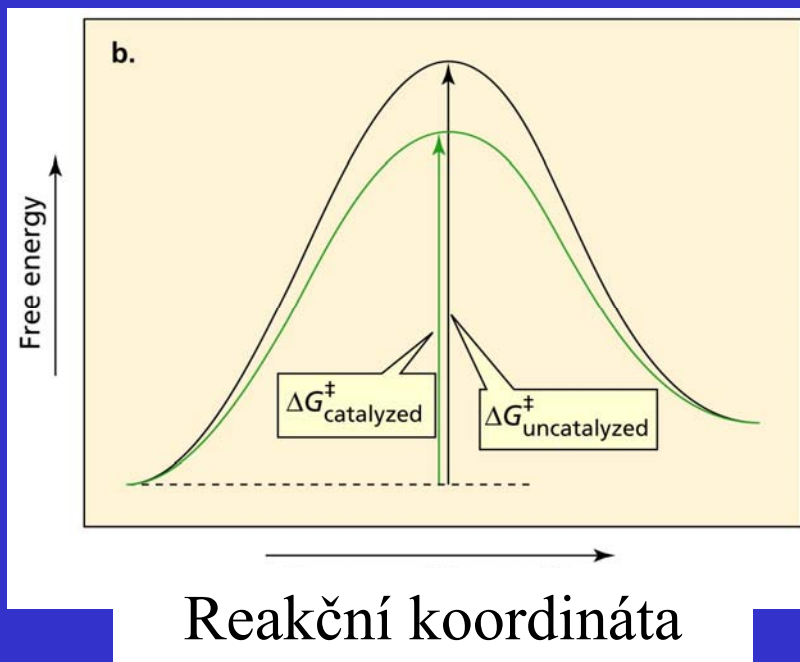 b.
Free energy
ΔG‡catalyzed
ΔG‡uncatalyzed
Reakční koordináta